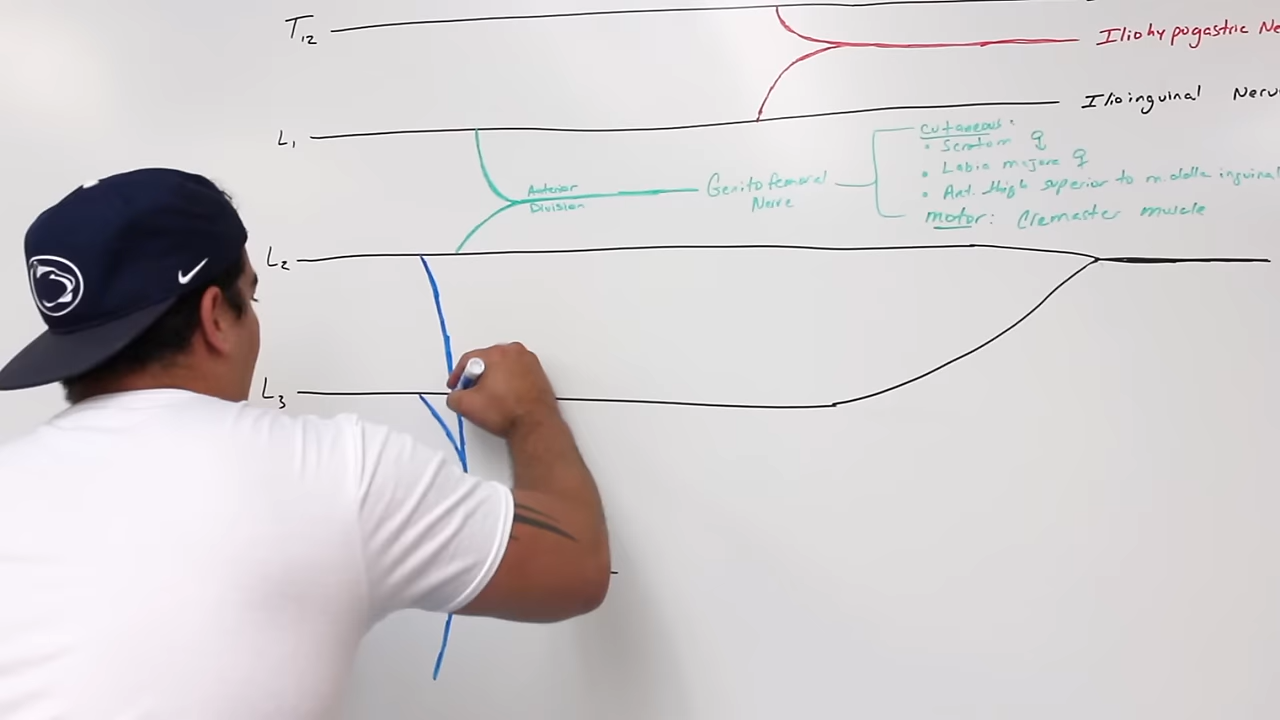 T12
Iliohypogastric Ne
Ilioinguinal Nerv
L1
cutaneous:
• Scrotom ♀
• Labia majora ♀
• Ant. thigh superior to middle inguinal
motor: Cremaster muscle
Anterior
Division
Genitofemoral
Nerve
L2
L3